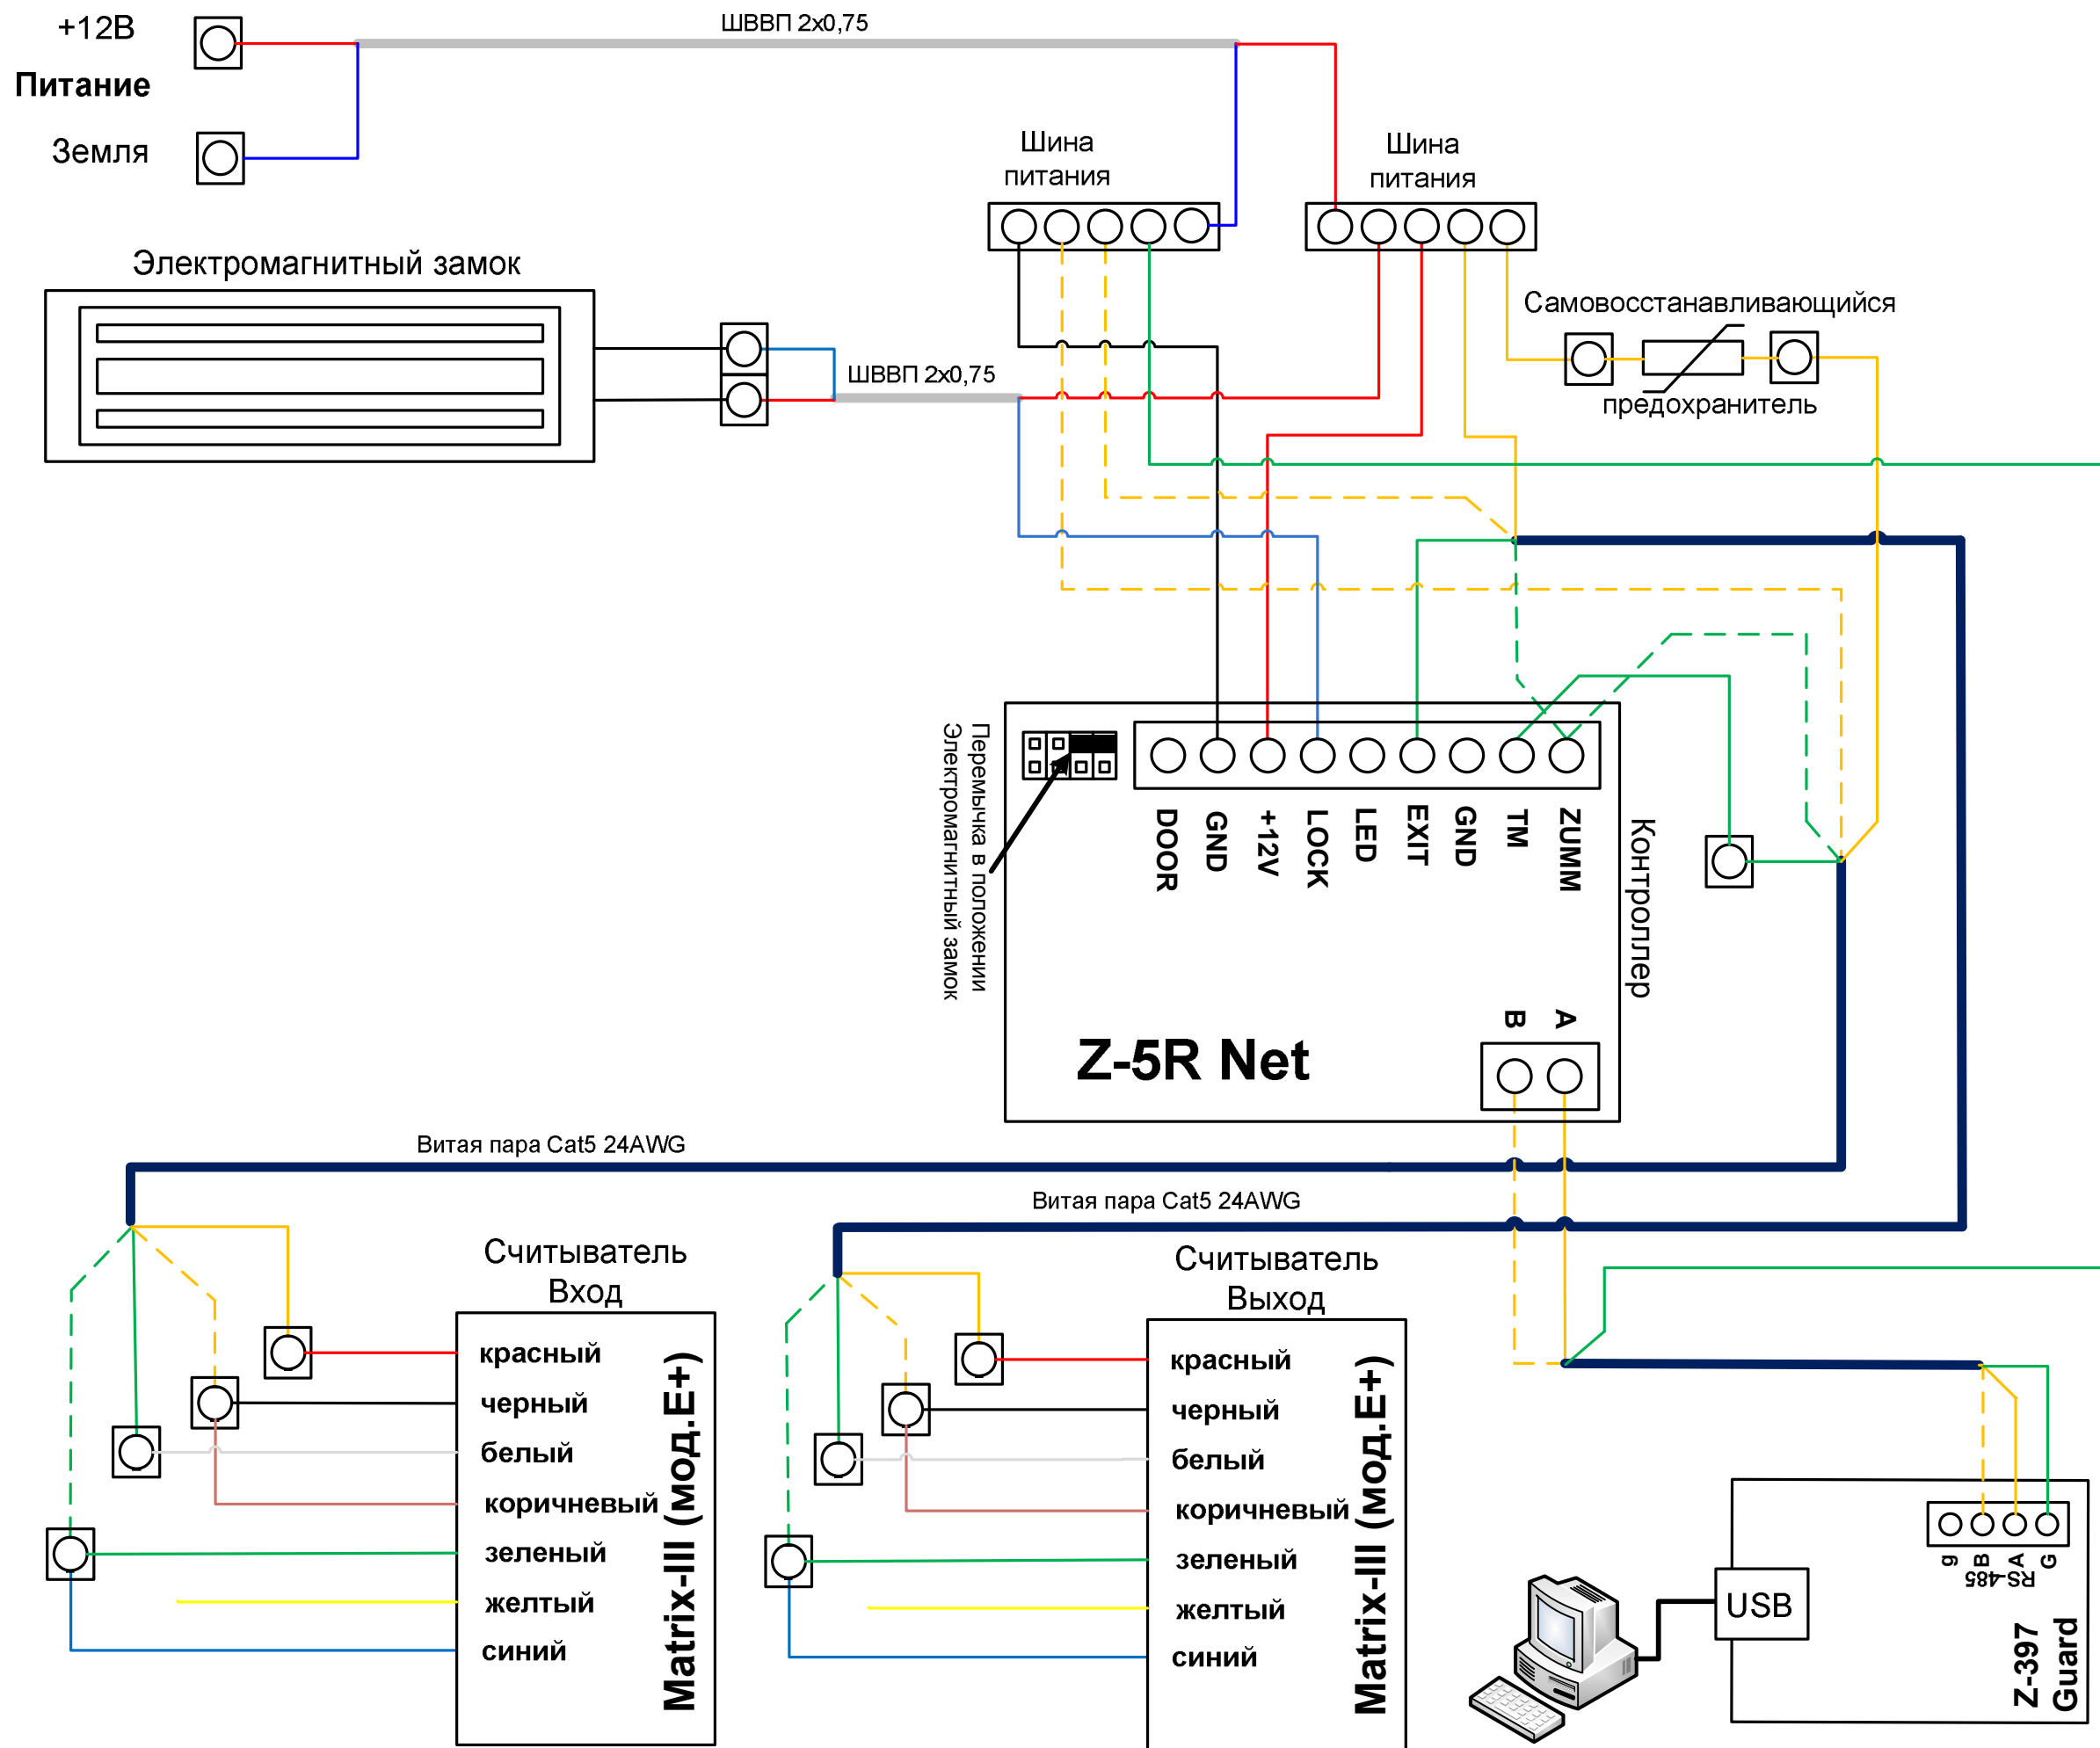 +12В
Питание
Земля
ШВВП 2х0,75
Шина
питания
Шина
питания
Электромагнитный замок
ШВВП 2х0,75
Самовосстанавливающийся
предохранитель
Перемычка в положении
Электромагнитный замок
DOOR
GND
+12V
LOCK
LED
EXIT
GND
TM
ZUMM
Контроллер
B
A
Z-5R Net
Витая пара Cat5 24AWG
Витая пара Cat5 24AWG
Считыватель
Вход
красный
черный
белый
коричневый
зеленый
желтый
синий
Matrix-III (мод.E+)
Считыватель
Выход
красный
черный
белый
коричневый
зеленый
желтый
синий
Matrix-III (мод.E+)
g
B
A
G
RS-485
USB
Z-397
Guard